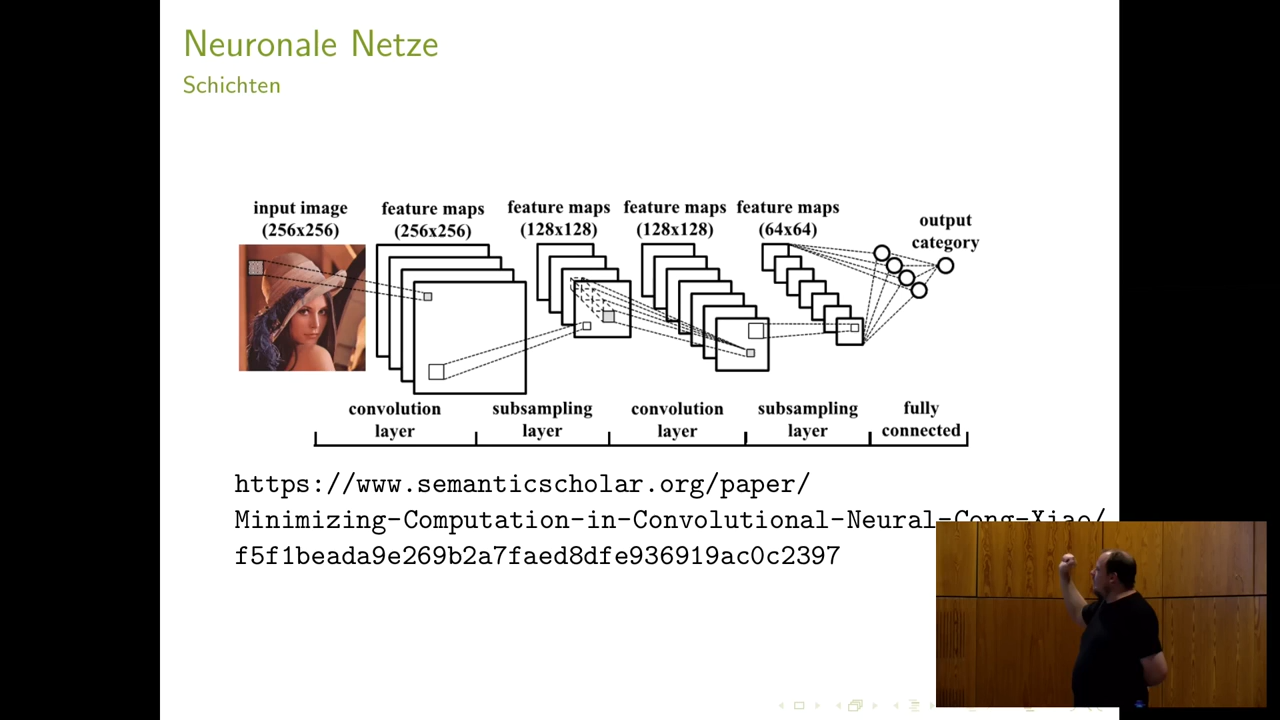 Neuronale Netze
Schichten
input image
(256x256)
feature maps
(256x256)
feature maps
(128x128)
feature maps
(128x128)
feature maps
(64x64)
output
category
convolution
layer
subsampling
layer
convolution
layer
subsampling
layer
fully
connected
https://www.semanticscholar.org/paper/
Minimizing-Computation-in-Convolutional-Neural-Cong-Xiao/
f5f1beada9e269b2a7faed8dfe936919ac0c2397